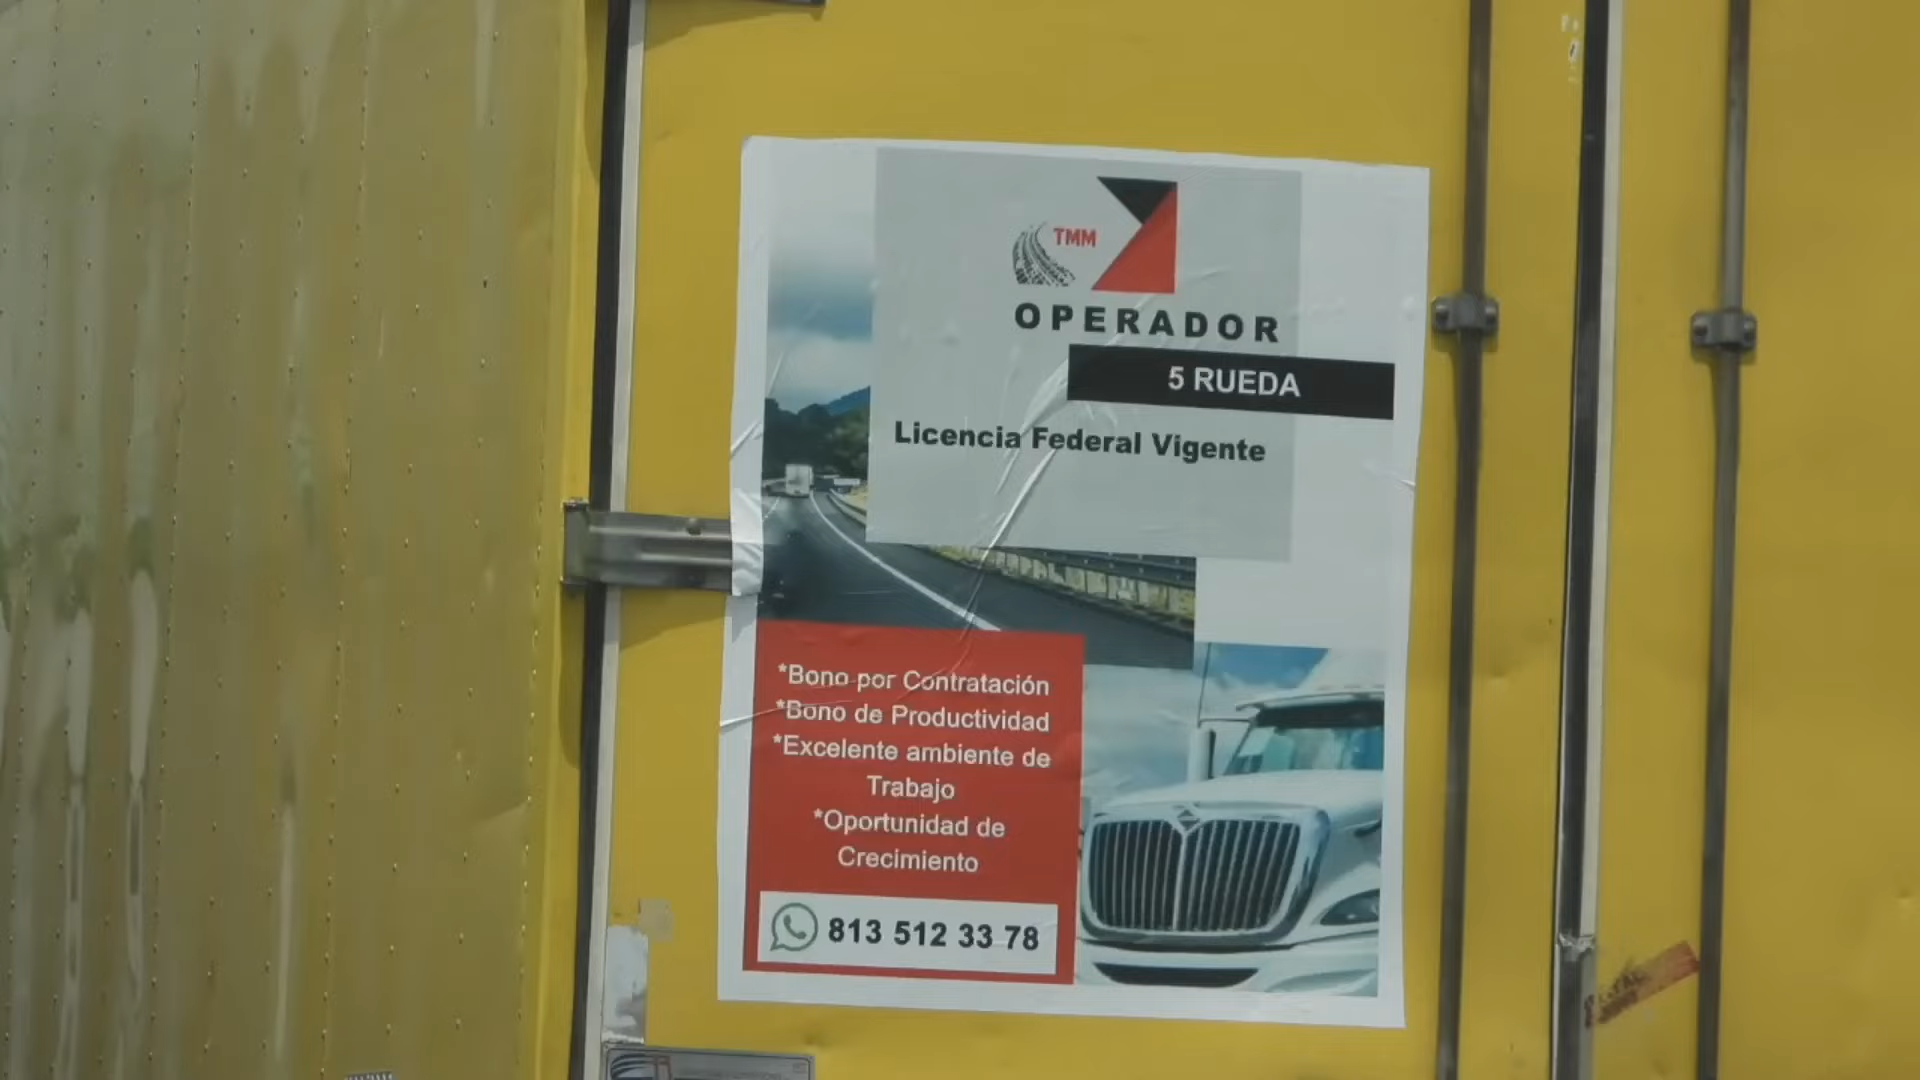 TMM
OPERADOR
5 RUEDA
Licencia Federal Vigente
*Bono por Contratación
*Bono de Productividad
*Excelente ambiente de
Trabajo
*Oportunidad de
Crecimiento
813 512 33 78